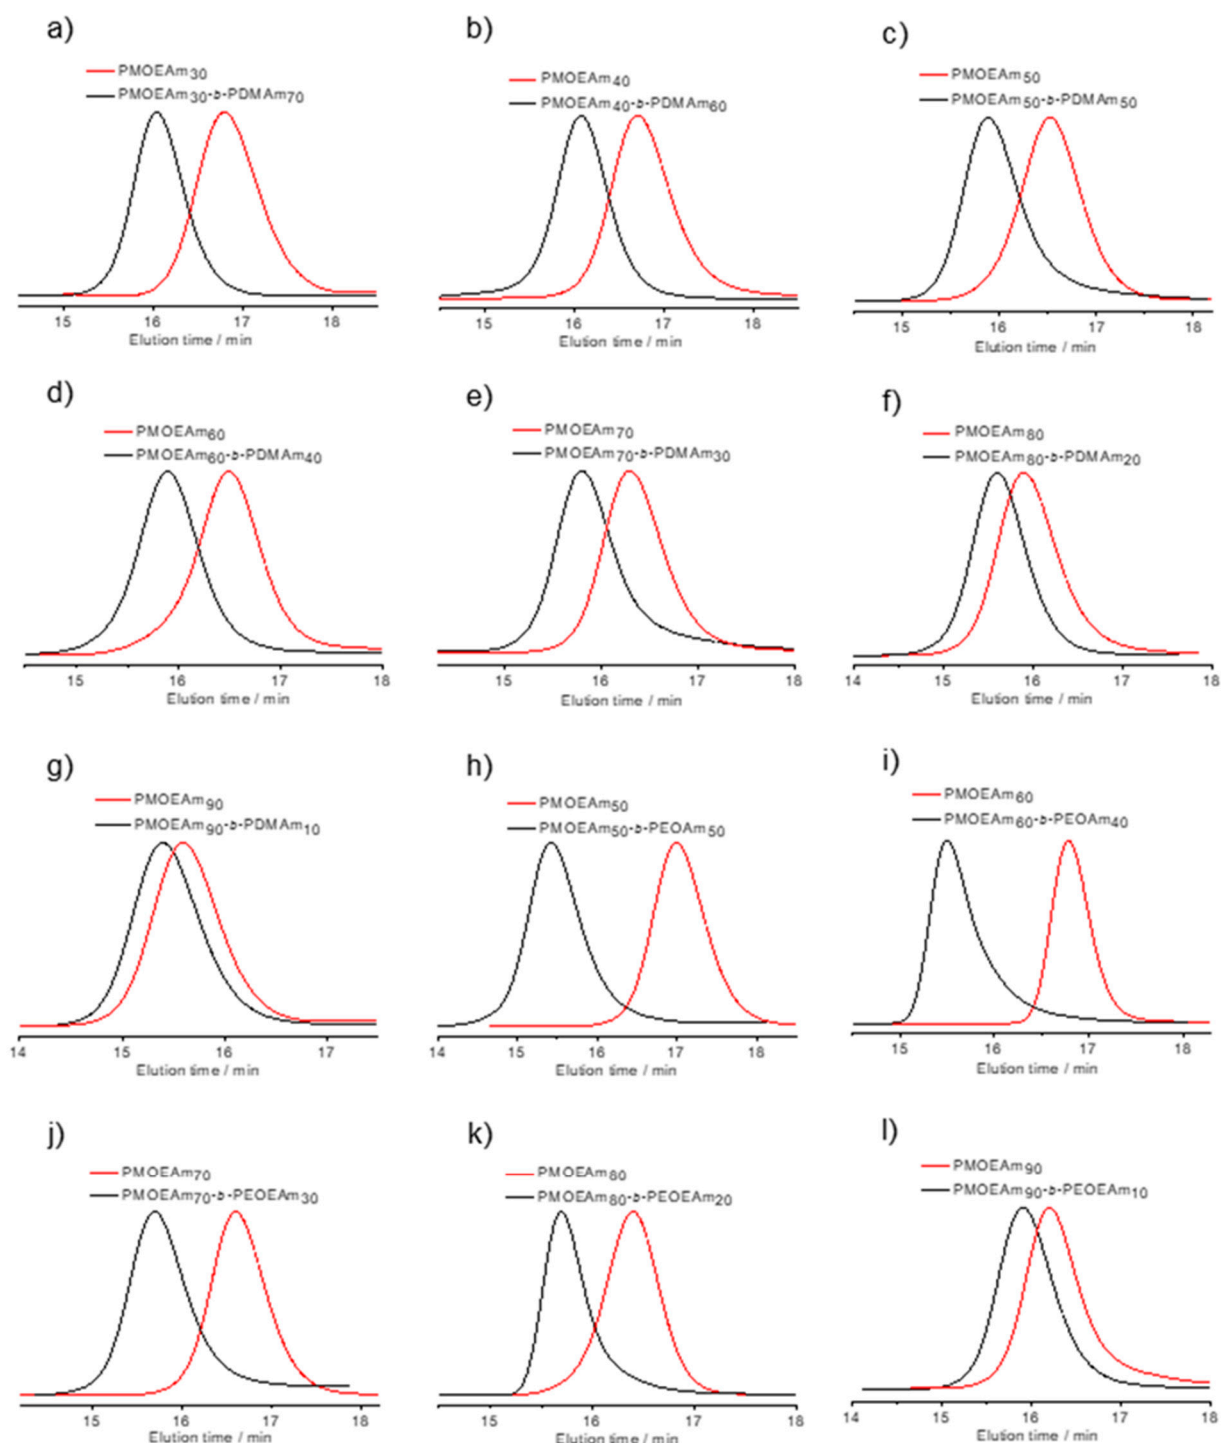 a)
PMOEAm30
PMOEAm30-b-PDMAm70
15 16 17 18
Elution time / min
b)
PMOEAm40
PMOEAm40-b-PDMAm60
15 16 17 18
Elution time / min
c)
PMOEAm50
PMOEAm50-b-PDMAm50
15 16 17 18
Elution time / min
d)
PMOEAm60
PMOEAm60-b-PDMAm40
15 16 17 18
Elution time / min
e)
PMOEAm70
PMOEAm70-b-PDMAm30
15 16 17 18
Elution time / min
f)
PMOEAm80
PMOEAm80-b-PDMAm20
14 15 16 17 18
Elution time / min
g)
PMOEAm90
PMOEAm90-b-PDMAm10
14 15 16 17
Elution time / min
h)
PMOEAm50
PMOEAm50-b-PEOAm50
14 15 16 17 18
Elution time / min
i)
PMOEAm60
PMOEAm60-b-PEOAm40
15 16 17 18
Elution time / min
j)
PMOEAm70
PMOEAm70-b-PEOEAm30
15 16 17 18
Elution time / min
k)
PMOEAm80
PMOEAm80-b-PEOEAm20
15 16 17 18
Elution time / min
l)
PMOEAm90
PMOEAm90-b-PEOEAm10
14 15 16 17 18
Elution time / min